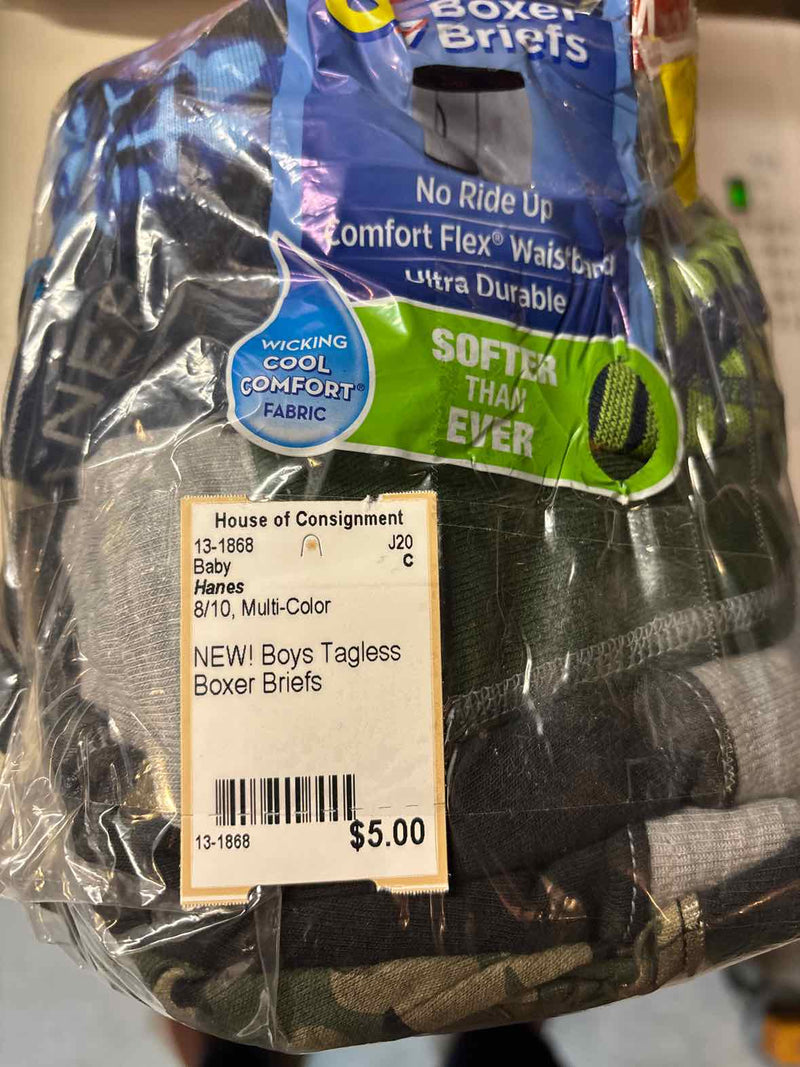 Boxer
Briefs
No Ride Up
Comfort Flex® Waistband
Ultra Durable
WICKING
COOL
COMFORT®
FABRIC
SOFTER
THAN
EVER
House of Consignment
13-1868 J20
Baby C
Hanes
8/10, Multi-Color
NEW! Boys Tagless
Boxer Briefs
13-1868 $5.00